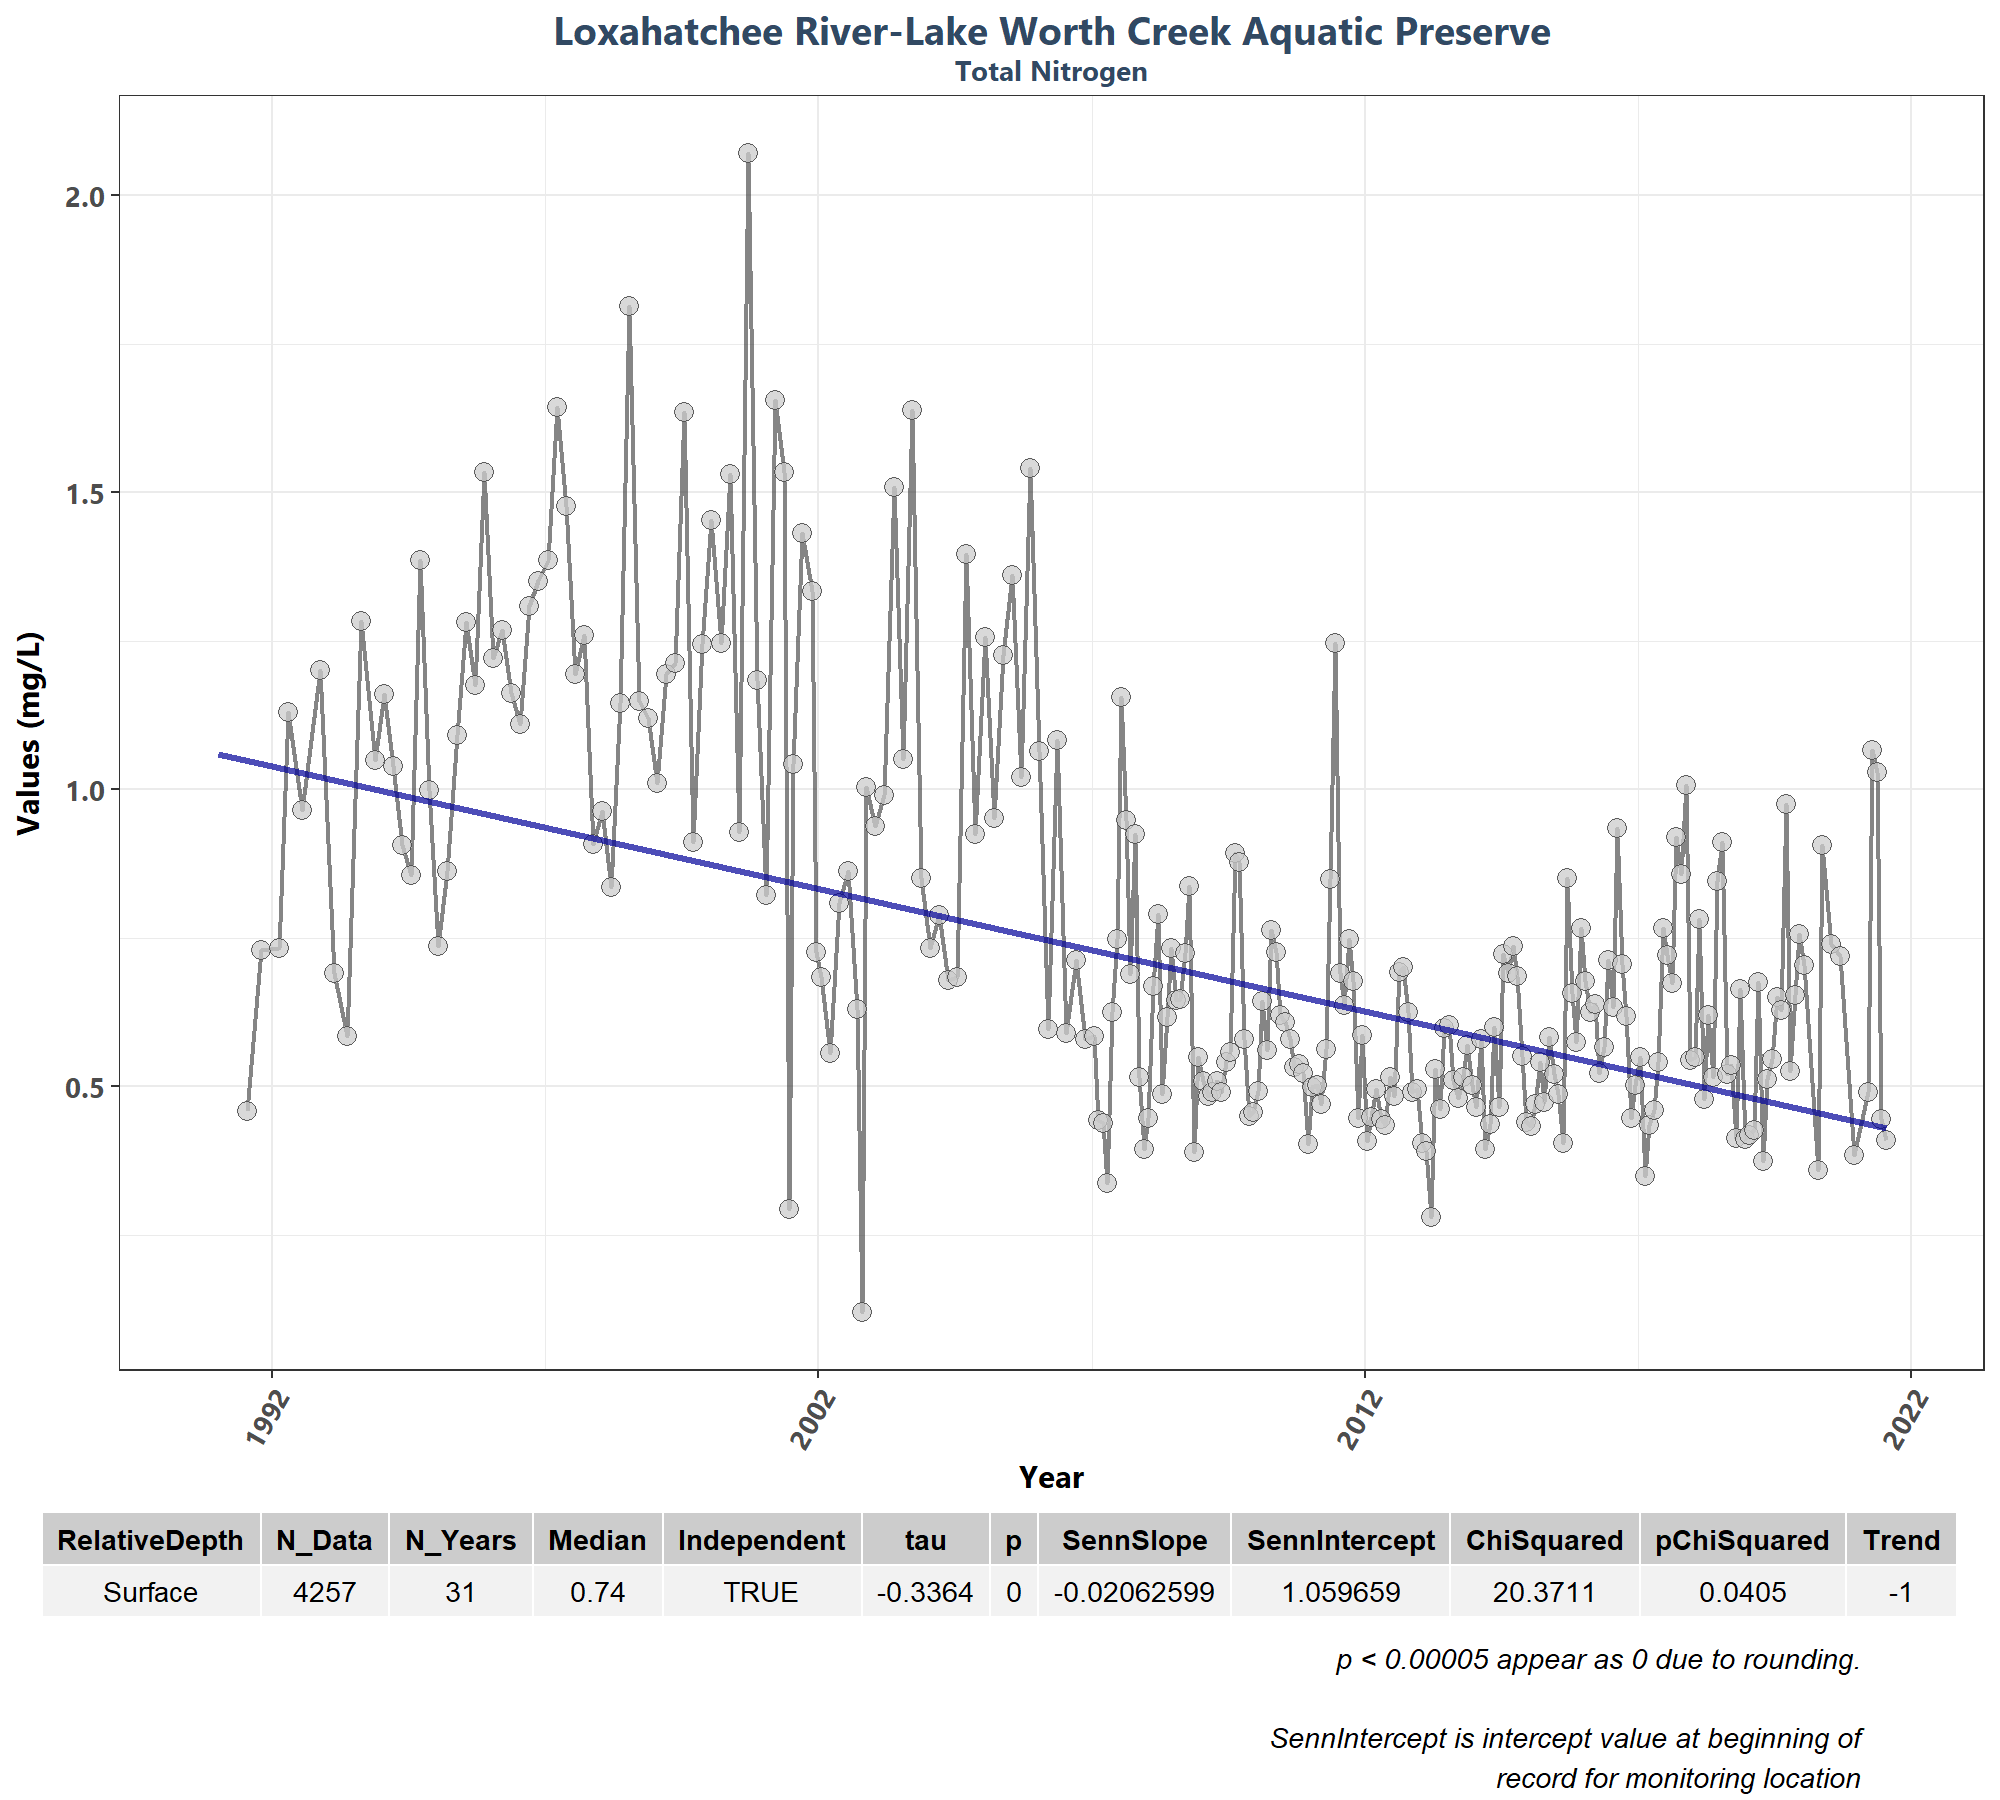 Loxahatchee River-Lake Worth Creek Aquatic Preserve
Total Nitrogen
Values (mg/L)
2.0
1.5
1.0
0.5
1992
2002
2012
2022
Year
RelativeDepth N_Data N_Years Median Independent tau p SennSlope SennIntercept ChiSquared pChiSquared Trend
Surface 4257 31 0.74 TRUE -0.3364 0 -0.02062599 1.059659 20.3711 0.0405 -1
p < 0.00005 appear as 0 due to rounding.
SennIntercept is intercept value at beginning of
record for monitoring location